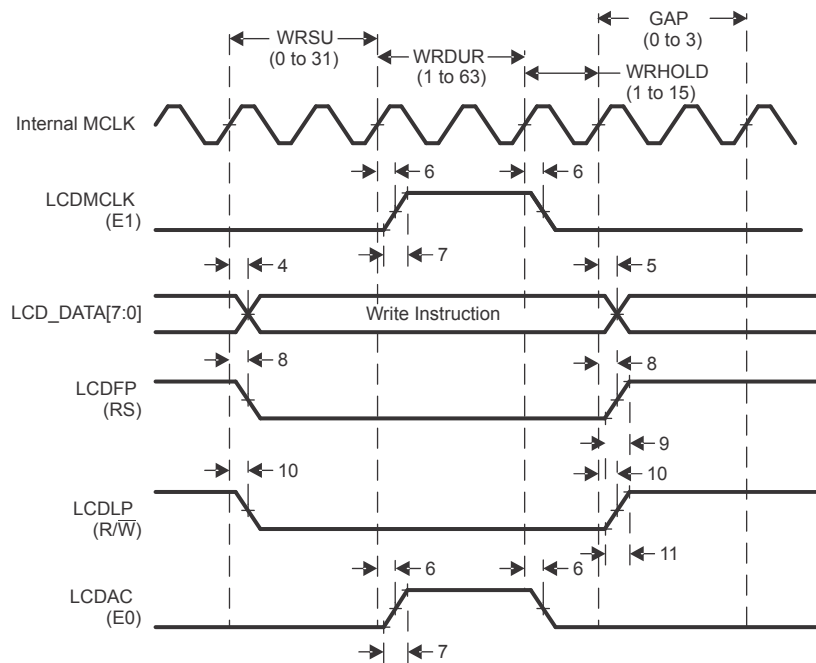 WRSU
(0 to 31)
WRDUR
(1 to 63)
GAP
(0 to 3)
WRHOLD
(1 to 15)
Internal MCLK
6
6
LCDMCLK
(E1)
7
4
5
LCD_DATA[7:0]
Write Instruction
8
8
LCDFP
(RS)
9
10
10
LCDLP
(R/W̅)
11
6
6
LCDAC
(E0)
7